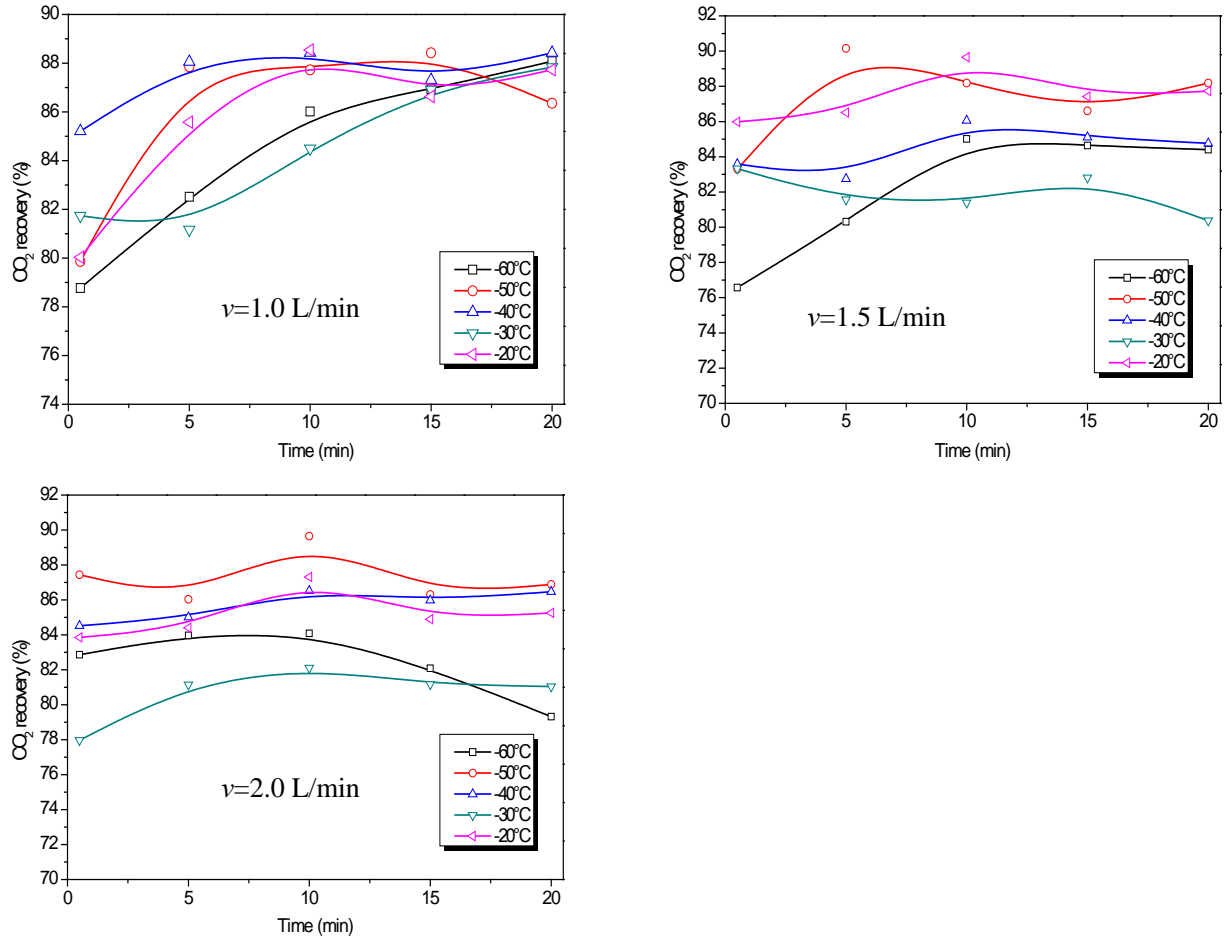 90
88
86
84
82
80
78
76
74
CO₂ recovery (%)
0 5 10 15 20
Time (min)
v=1.0 L/min
-60°C
-50°C
-40°C
-30°C
-20°C
92
90
88
86
84
82
80
78
76
74
72
70
CO₂ recovery (%)
0 5 10 15 20
Time (min)
v=1.5 L/min
-60°C
-50°C
-40°C
-30°C
-20°C
92
90
88
86
84
82
80
78
76
74
72
70
CO₂ recovery (%)
0 5 10 15 20
Time (min)
v=2.0 L/min
-60°C
-50°C
-40°C
-30°C
-20°C